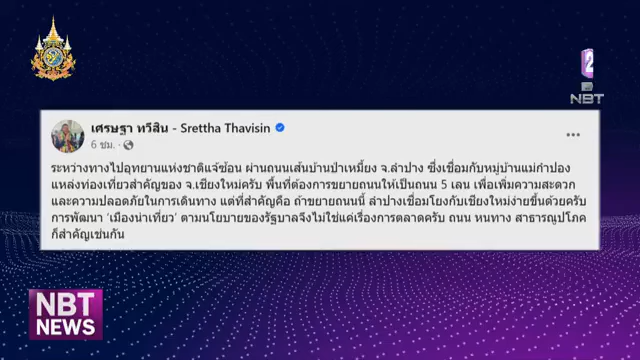 2
NBT
เศรษฐา ทวีสิน - Srettha Thavisin
6 ชม. ·
ระหว่างทางไปอุทยานแห่งชาติแจ้ซ้อน ผ่านถนนเส้นบ้านป่าเหมี้ยง จ.ลำปาง ซึ่งเชื่อมกับหมู่บ้านแม่กำปอง
แหล่งท่องเที่ยวสำคัญของ จ.เชียงใหม่ครับ พื้นที่ต้องการขยายถนนให้เป็นถนน 5 เลน เพื่อเพิ่มความสะดวก
และความปลอดภัยในการเดินทาง แต่ที่สำคัญคือ ถ้าขยายถนนนี้ ลำปางเชื่อมโยงกับเชียงใหม่ง่ายขึ้นด้วยครับ
การพัฒนา ‘เมืองน่าเที่ยว’ ตามนโยบายของรัฐบาลจึงไม่ใช่แค่เรื่องการตลาดครับ ถนน หนทาง สาธารณูปโภค
ก็สำคัญเช่นกัน
NBT
NEWS